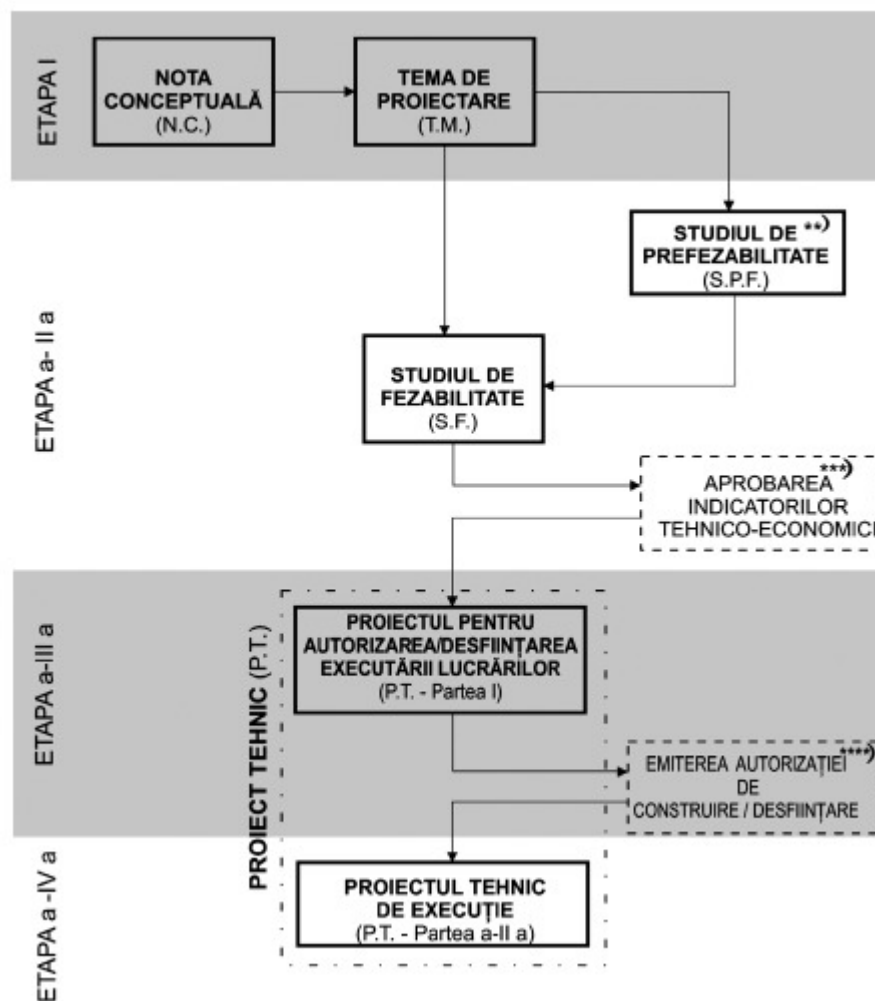 ETAPA I
NOTA
CONCEPTUALĂ
(N.C.)
TEMA DE
PROIECTARE
(T.M.)
ETAPA a- II a
STUDIUL DE **)
PREFEZABILITATE
(S.P.F.)
STUDIUL DE
FEZABILITATE
(S.F.)
APROBAREA ***)
INDICATORILOR
TEHNICO-ECONOMICI
ETAPA a-III a
PROIECT TEHNIC (P.T.)
PROIECTUL PENTRU
AUTORIZAREA/DESFIINȚAREA
EXECUTĂRII LUCRĂRILOR
(P.T. - Partea I)
EMITEREA AUTORIZAȚIEI ****)
DE
CONSTRUIRE / DESFIINȚARE
ETAPA a -IV a
PROIECTUL TEHNIC
DE EXECUȚIE
(P.T. - Partea a-II a)